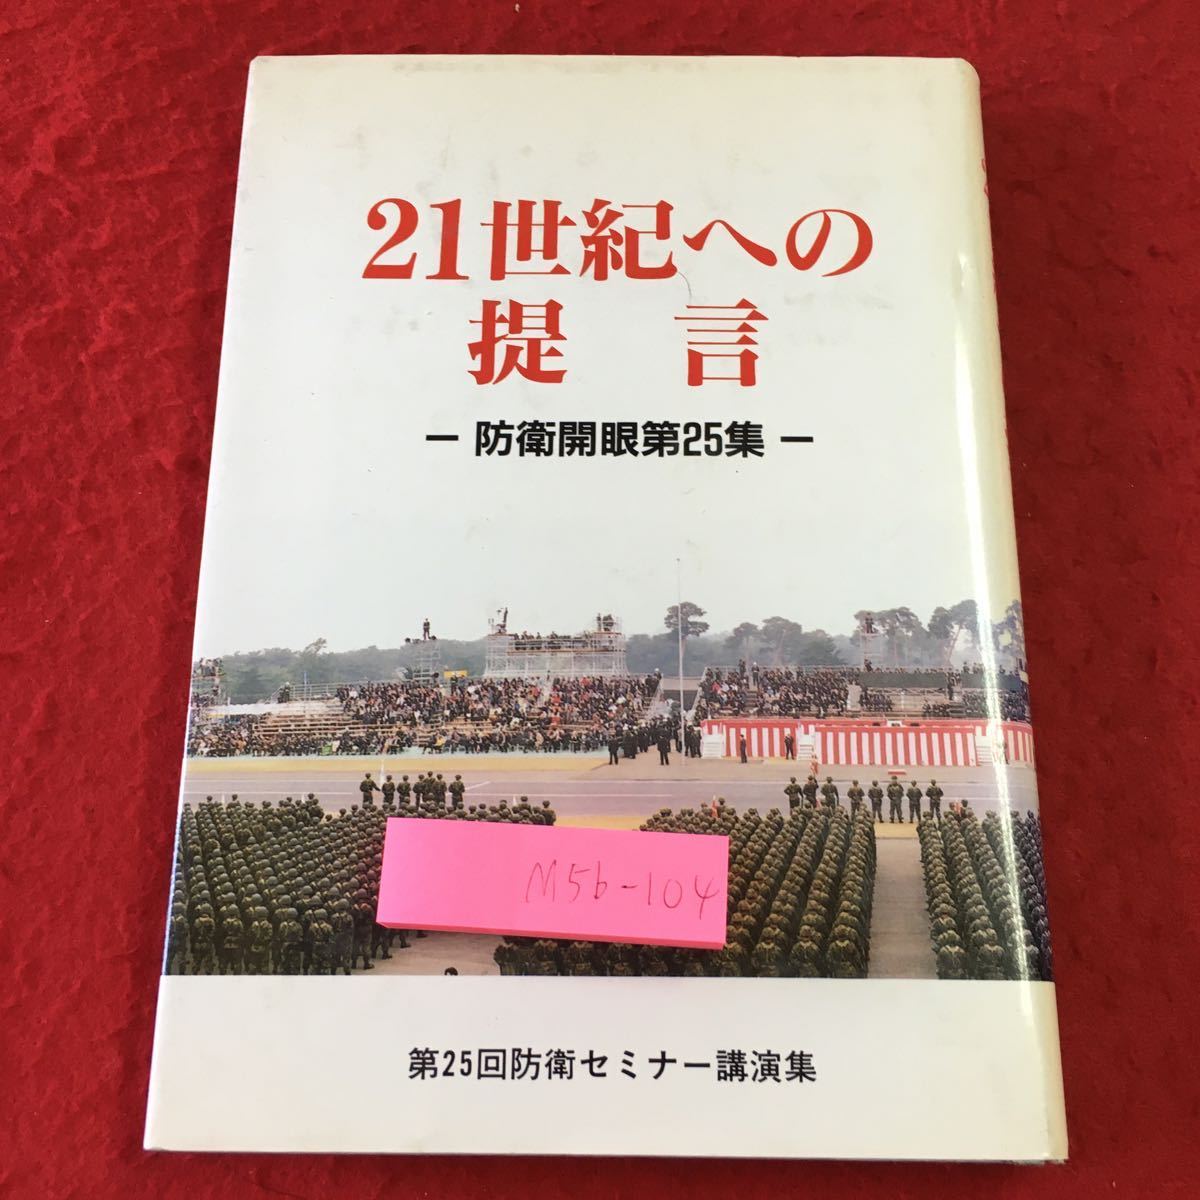 21世紀への
提 言
ー 防衛開眼第25集 ー
M5b-104
第25回防衛セミナー講演集